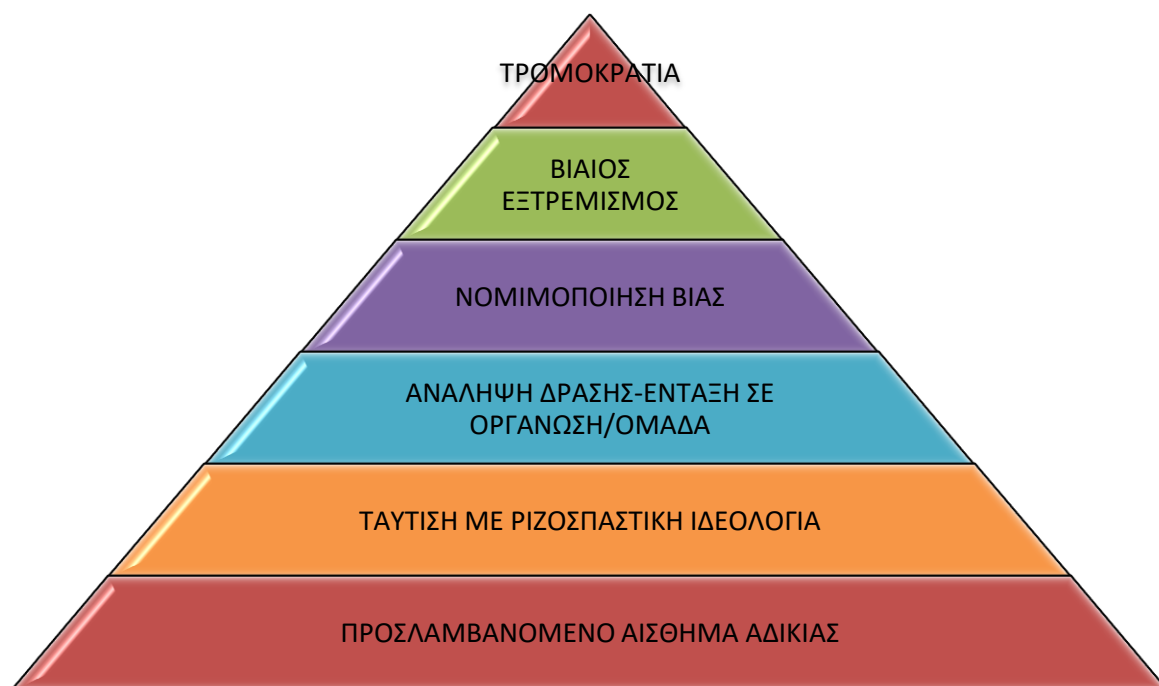 ΤΡΟΜΟΚΡΑΤΙΑ
ΒΙΑΙΟΣ
ΕΞΤΡΕΜΙΣΜΟΣ
ΝΟΜΙΜΟΠΟΙΗΣΗ ΒΙΑΣ
ΑΝΑΛΗΨΗ ΔΡΑΣΗΣ-ΕΝΤΑΞΗ ΣΕ
ΟΡΓΑΝΩΣΗ/ΟΜΑΔΑ
ΤΑΥΤΙΣΗ ΜΕ ΡΙΖΟΣΠΑΣΤΙΚΗ ΙΔΕΟΛΟΓΙΑ
ΠΡΟΣΛΑΜΒΑΝΟΜΕΝΟ ΑΙΣΘΗΜΑ ΑΔΙΚΙΑΣ